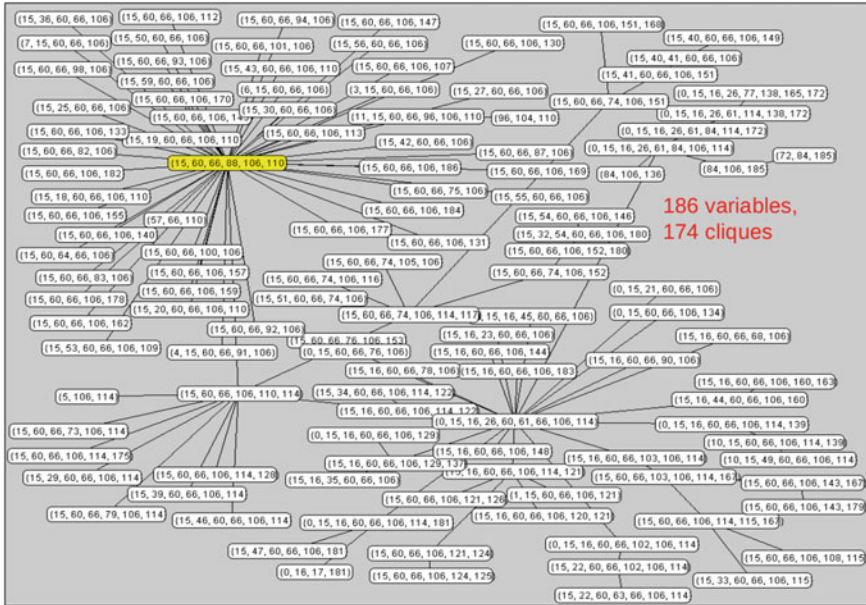 (15, 36, 60, 66, 106)
(15, 60, 66, 106, 112)
(15, 60, 66, 94, 106)
(15, 60, 66, 106, 147)
(15, 60, 66, 106, 151, 168)
(7, 15, 60, 66, 106)
(15, 50, 60, 66, 106)
(15, 60, 66, 101, 106)
(15, 56, 60, 66, 106)
(15, 60, 66, 106, 130)
(15, 40, 60, 66, 106, 149)
(15, 60, 66, 93, 106)
(15, 40, 41, 60, 66, 106)
(15, 60, 66, 98, 106)
(15, 43, 60, 66, 106, 110)
(15, 60, 66, 106, 107)
(15, 41, 60, 66, 106, 151)
(15, 59, 60, 66, 106)
(6, 15, 60, 66, 106)
(3, 15, 60, 66, 106)
(15, 27, 60, 66, 106)
(0, 15, 16, 26, 77, 138, 165, 172)
(15, 25, 60, 66, 106)
(15, 60, 66, 106, 170)
(15, 30, 60, 66, 106)
(15, 60, 66, 74, 106, 151)
(0, 15, 16, 26, 61, 114, 138, 172)
(11, 15, 60, 66, 96, 106, 110)
(96, 104, 110)
(0, 15, 16, 26, 61, 84, 114, 172)
(15, 60, 66, 106, 133)
(15, 19, 60, 66, 106, 110)
(15, 60, 66, 106, 113)
(15, 42, 60, 66, 106)
(0, 15, 16, 26, 61, 84, 106, 114)
(15, 60, 66, 82, 106)
(15, 60, 66, 88, 106, 110)
(15, 60, 66, 87, 106)
(72, 84, 185)
(15, 60, 66, 106, 182)
(15, 60, 66, 106, 186)
(15, 60, 66, 106, 169)
(84, 106, 136)
(84, 106, 185)
(15, 18, 60, 66, 106, 110)
(15, 60, 66, 75, 106)
(15, 55, 60, 66, 106)
186 variables,
174 cliques
(15, 60, 66, 106, 155)
(57, 66, 110)
(15, 60, 66, 106, 184)
(15, 54, 60, 66, 106, 146)
(15, 60, 66, 106, 140)
(15, 60, 66, 106, 177)
(15, 32, 54, 60, 66, 106, 180)
(15, 60, 64, 66, 106)
(15, 60, 66, 100, 106)
(15, 60, 66, 106, 131)
(15, 60, 66, 106, 152, 180)
(15, 60, 66, 83, 106)
(15, 60, 66, 106, 157)
(15, 60, 66, 74, 105, 106)
(15, 60, 66, 74, 106, 152)
(15, 60, 66, 106, 178)
(15, 60, 66, 106, 159)
(15, 60, 66, 74, 106, 116)
(0, 15, 21, 60, 66, 106)
(15, 60, 66, 106, 162)
(15, 20, 60, 66, 106, 110)
(15, 51, 60, 66, 74, 106)
(15, 60, 66, 74, 106, 114, 117)
15, 16, 45, 60, 66, 106)
(0, 15, 60, 66, 106, 134)
(15, 60, 66, 92, 106)
(15, 16, 23, 60, 66, 106)
(15, 53, 60, 66, 106, 109)
(4, 15, 60, 66, 91, 106)
(15, 60, 66, 76, 106, 153)
(0, 15, 60, 66, 76, 106)
(15, 16, 60, 66, 106, 144)
(15, 16, 60, 66, 68, 106)
(15, 16, 60, 66, 78, 106)
(15, 16, 60, 66, 106, 183)
(15, 16, 60, 66, 90, 106)
(5, 106, 114)
(15, 60, 66, 106, 110, 114)
(15, 34, 60, 66, 106, 114, 122)
(15, 16, 60, 66, 106, 160, 163)
(15, 16, 60, 66, 106, 114, 122)
(15, 16, 44, 60, 66, 106, 160)
(0, 15, 16, 26, 60, 61, 66, 106, 114)
(0, 15, 16, 60, 66, 106, 114, 139)
(15, 60, 66, 73, 106, 114)
(0, 15, 16, 60, 66, 106, 129)
(10, 15, 60, 66, 106, 114, 139)
(15, 60, 66, 106, 114, 175)
(15, 16, 60, 66, 106, 148)
(15, 16, 60, 66, 103, 106, 114)
(10, 15, 49, 60, 66, 106, 114)
(15, 29, 60, 66, 106, 114)
(15, 60, 66, 106, 114, 128)
(15, 16, 60, 66, 106, 129, 137)
(15, 16, 60, 66, 106, 114, 121)
(15, 60, 66, 103, 106, 114, 167)
(15, 16, 35, 60, 66, 106)
(15, 60, 66, 106, 143, 167)
(15, 39, 60, 66, 106, 114)
(15, 60, 66, 106, 121, 126)
(1, 15, 60, 66, 106, 121)
(15, 60, 66, 106, 143, 179)
(15, 60, 66, 79, 106, 114)
(15, 46, 60, 66, 106, 114)
(0, 15, 16, 60, 66, 106, 114, 181)
(15, 16, 60, 66, 106, 120, 121)
(15, 60, 66, 106, 114, 115, 167)
(15, 47, 60, 66, 106, 181)
(15, 60, 66, 106, 121, 124)
(0, 15, 16, 60, 66, 102, 106, 114)
(15, 60, 66, 106, 108, 115)
(0, 16, 17, 181)
(15, 60, 66, 106, 124, 125)
(15, 22, 60, 66, 102, 106, 114)
(15, 33, 60, 66, 106, 115)
(15, 22, 60, 63, 66, 106, 114)